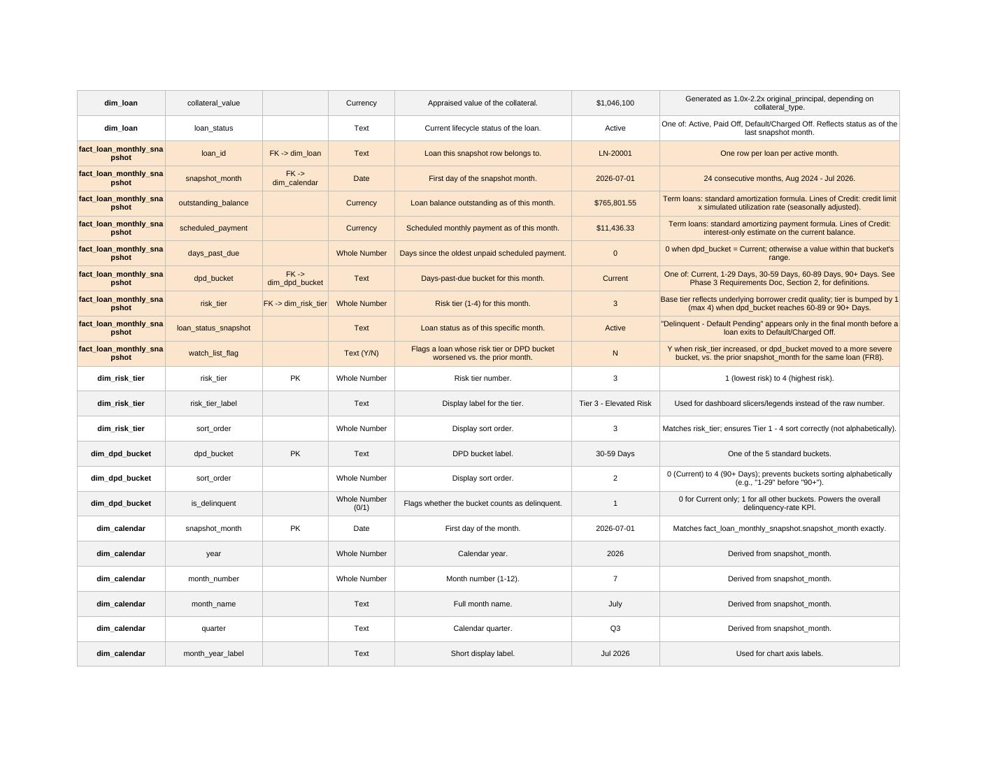 dim_loan collateral_value Currency Appraised value of the collateral. $1,046,100 Generated as 1.0x-2.2x original_principal, depending on
collateral_type.
dim_loan loan_status Text Current lifecycle status of the loan. Active One of: Active, Paid Off, Default/Charged Off. Reflects status as of the
last snapshot month.
fact_loan_monthly_sna
pshot loan_id FK -> dim_loan Text Loan this snapshot row belongs to. LN-20001 One row per loan per active month.
fact_loan_monthly_sna
pshot snapshot_month FK ->
dim_calendar Date First day of the snapshot month. 2026-07-01 24 consecutive months, Aug 2024 - Jul 2026.
fact_loan_monthly_sna
pshot outstanding_balance Currency Loan balance outstanding as of this month. $765,801.55 Term loans: standard amortization formula. Lines of Credit: credit limit
x simulated utilization rate (seasonally adjusted).
fact_loan_monthly_sna
pshot scheduled_payment Currency Scheduled monthly payment as of this month. $11,436.33 Term loans: standard amortizing payment formula. Lines of Credit:
interest-only estimate on the current balance.
fact_loan_monthly_sna
pshot days_past_due Whole Number Days since the oldest unpaid scheduled payment. 0 0 when dpd_bucket = Current; otherwise a value within that bucket's
range.
fact_loan_monthly_sna
pshot dpd_bucket FK ->
dim_dpd_bucket Text Days-past-due bucket for this month. Current One of: Current, 1-29 Days, 30-59 Days, 60-89 Days, 90+ Days. See
Phase 3 Requirements Doc, Section 2, for definitions.
fact_loan_monthly_sna
pshot risk_tier FK -> dim_risk_tier Whole Number Risk tier (1-4) for this month. 3 Base tier reflects underlying borrower credit quality; tier is bumped by 1
(max 4) when dpd_bucket reaches 60-89 or 90+ Days.
fact_loan_monthly_sna
pshot loan_status_snapshot Text Loan status as of this specific month. Active "Delinquent - Default Pending" appears only in the final month before a
loan exits to Default/Charged Off.
fact_loan_monthly_sna
pshot watch_list_flag Text (Y/N) Flags a loan whose risk tier or DPD bucket
worsened vs. the prior month. N Y when risk_tier increased, or dpd_bucket moved to a more severe
bucket, vs. the prior snapshot_month for the same loan (FR8).
dim_risk_tier risk_tier PK Whole Number Risk tier number. 3 1 (lowest risk) to 4 (highest risk).
dim_risk_tier risk_tier_label Text Display label for the tier. Tier 3 - Elevated Risk Used for dashboard slicers/legends instead of the raw number.
dim_risk_tier sort_order Whole Number Display sort order. 3 Matches risk_tier; ensures Tier 1 - 4 sort correctly (not alphabetically).
dim_dpd_bucket dpd_bucket PK Text DPD bucket label. 30-59 Days One of the 5 standard buckets.
dim_dpd_bucket sort_order Whole Number Display sort order. 2 0 (Current) to 4 (90+ Days); prevents buckets sorting alphabetically
(e.g., "1-29" before "90+").
dim_dpd_bucket is_delinquent Whole Number
(0/1) Flags whether the bucket counts as delinquent. 1 0 for Current only; 1 for all other buckets. Powers the overall
delinquency-rate KPI.
dim_calendar snapshot_month PK Date First day of the month. 2026-07-01 Matches fact_loan_monthly_snapshot.snapshot_month exactly.
dim_calendar year Whole Number Calendar year. 2026 Derived from snapshot_month.
dim_calendar month_number Whole Number Month number (1-12). 7 Derived from snapshot_month.
dim_calendar month_name Text Full month name. July Derived from snapshot_month.
dim_calendar quarter Text Calendar quarter. Q3 Derived from snapshot_month.
dim_calendar month_year_label Text Short display label. Jul 2026 Used for chart axis labels.